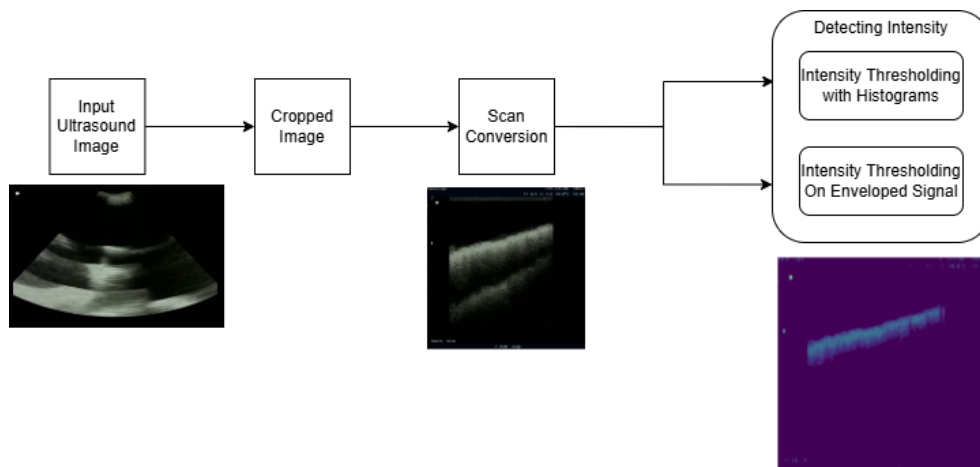 Detecting Intensity
Input
Ultrasound
Image
Cropped
Image
Scan
Conversion
Intensity Thresholding
with Histograms
Intensity Thresholding
On Enveloped Signal